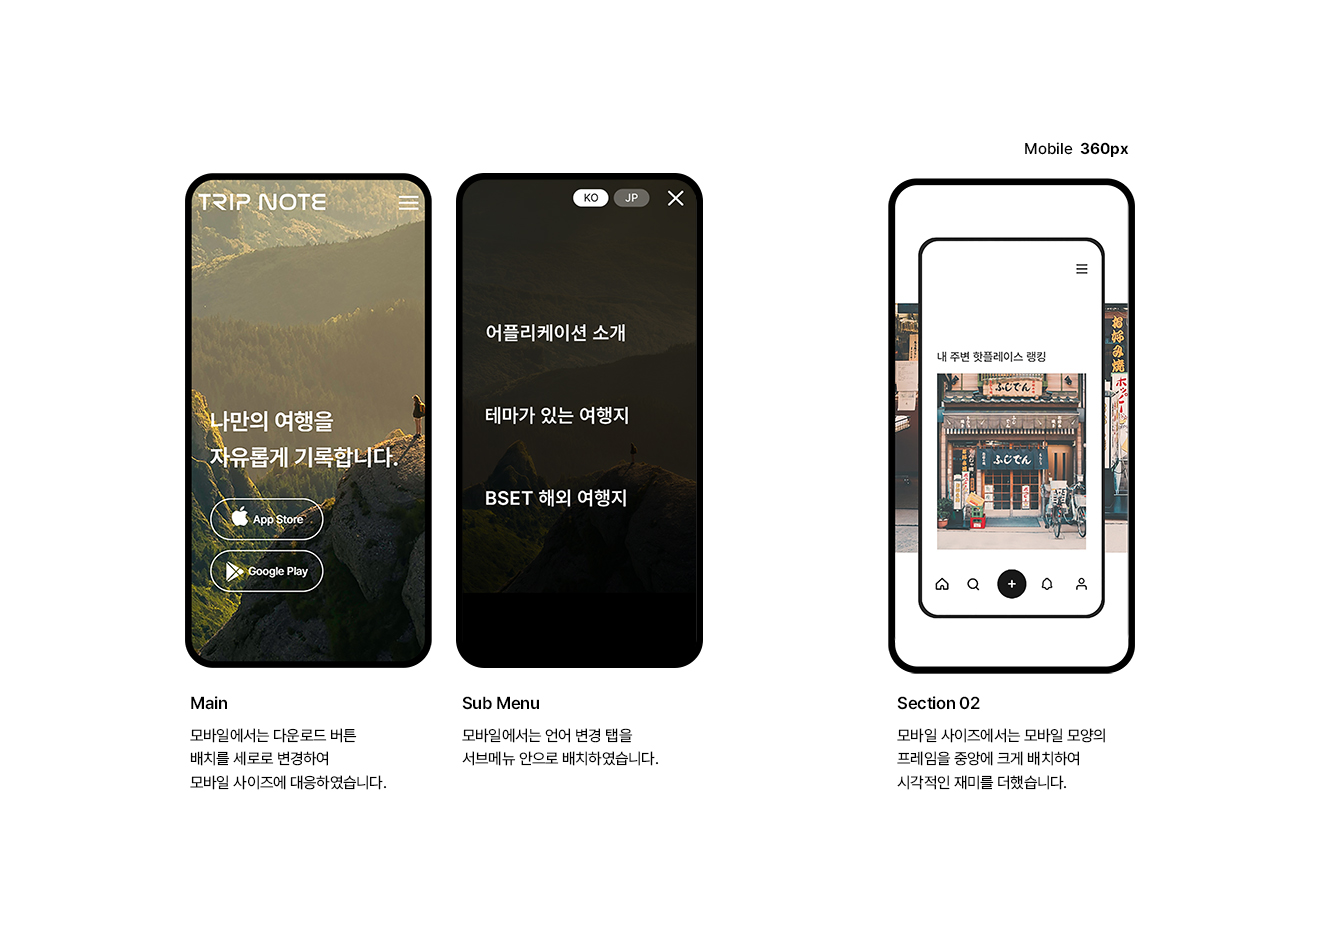 Mobile 360px
TRIP NOTE
나만의 여행을
자유롭게 기록합니다.
App Store
Google Play
KO
JP
어플리케이션 소개
테마가 있는 여행지
BSET 해외 여행지
내 주변 핫플레이스 랭킹
ふじでん
ふじでん
お好み焼
Main
모바일에서는 다운로드 버튼
배치를 세로로 변경하여
모바일 사이즈에 대응하였습니다.
Sub Menu
모바일에서는 언어 변경 탭을
서브메뉴 안으로 배치하였습니다.
Section 02
모바일 사이즈에서는 모바일 모양의
프레임을 중앙에 크게 배치하여
시각적인 재미를 더했습니다.